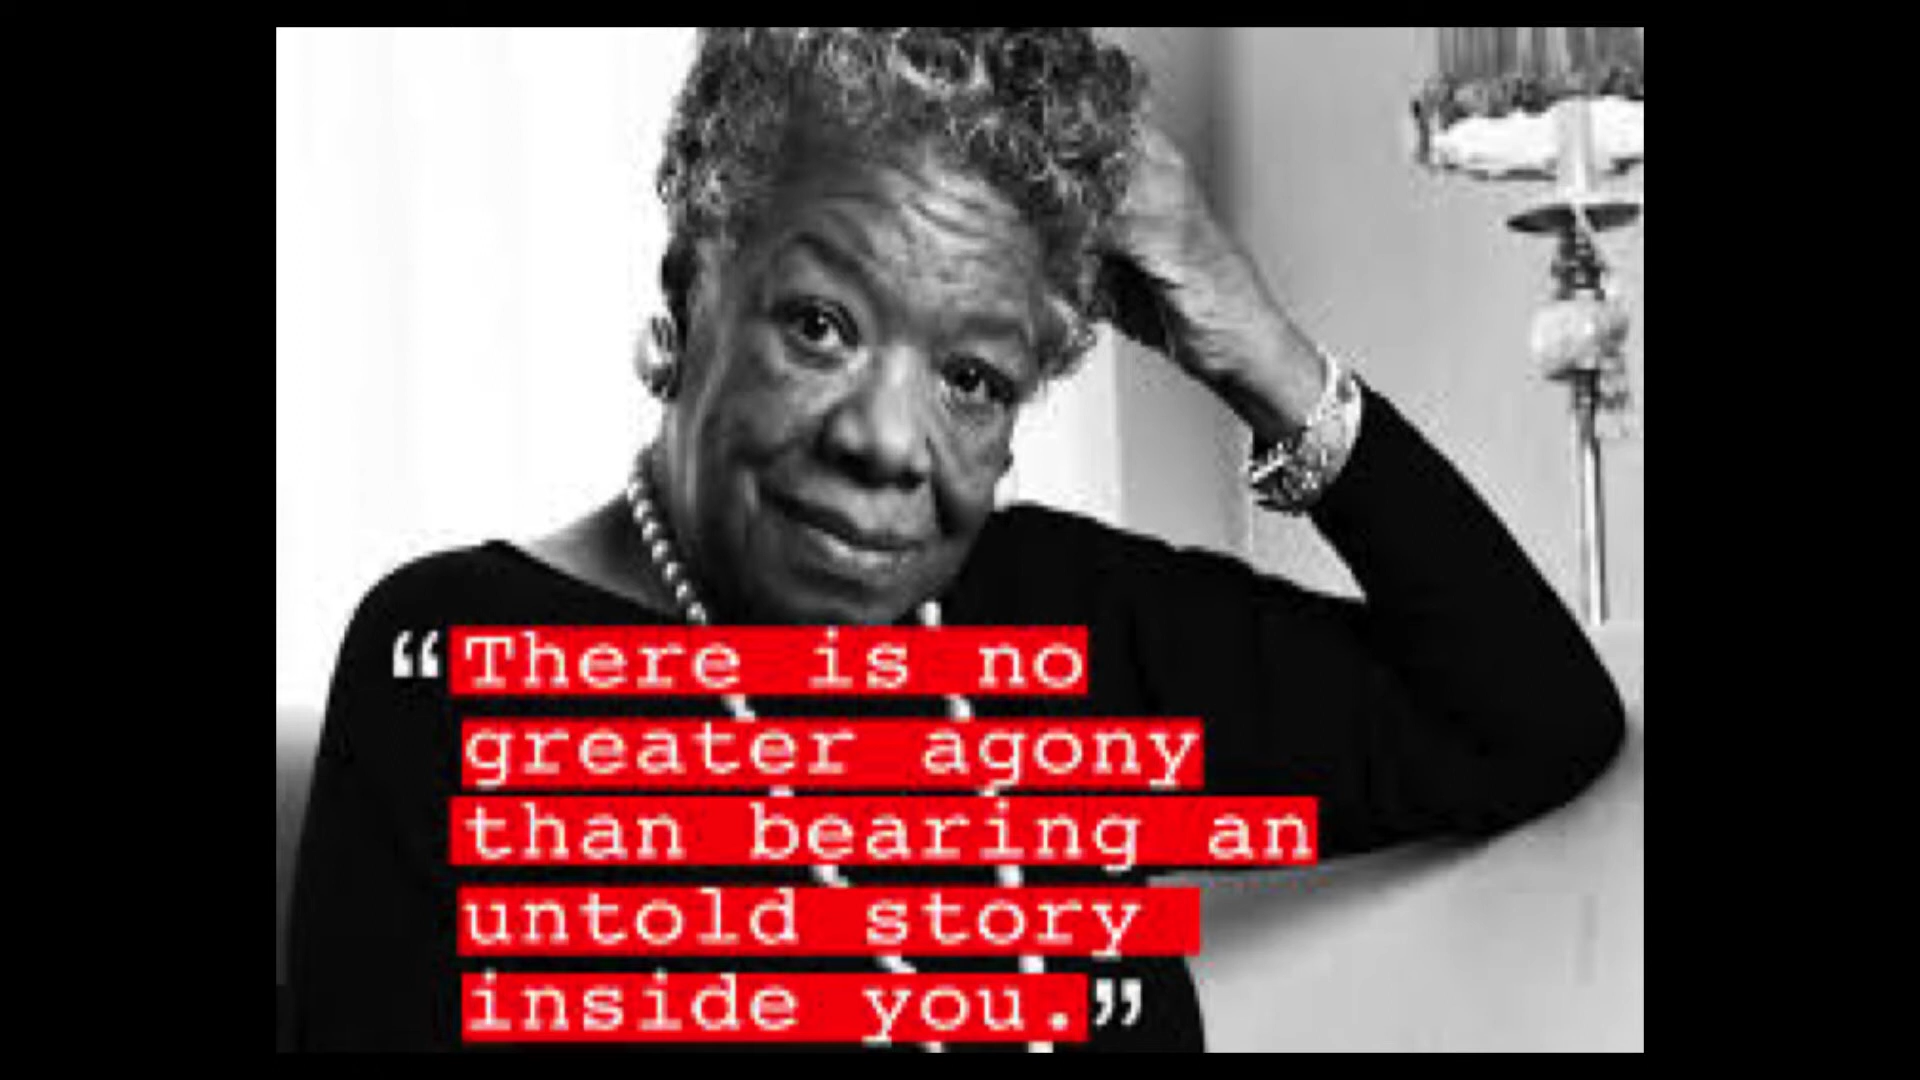 “There is no
greater agony
than bearing an
untold story
inside you.”